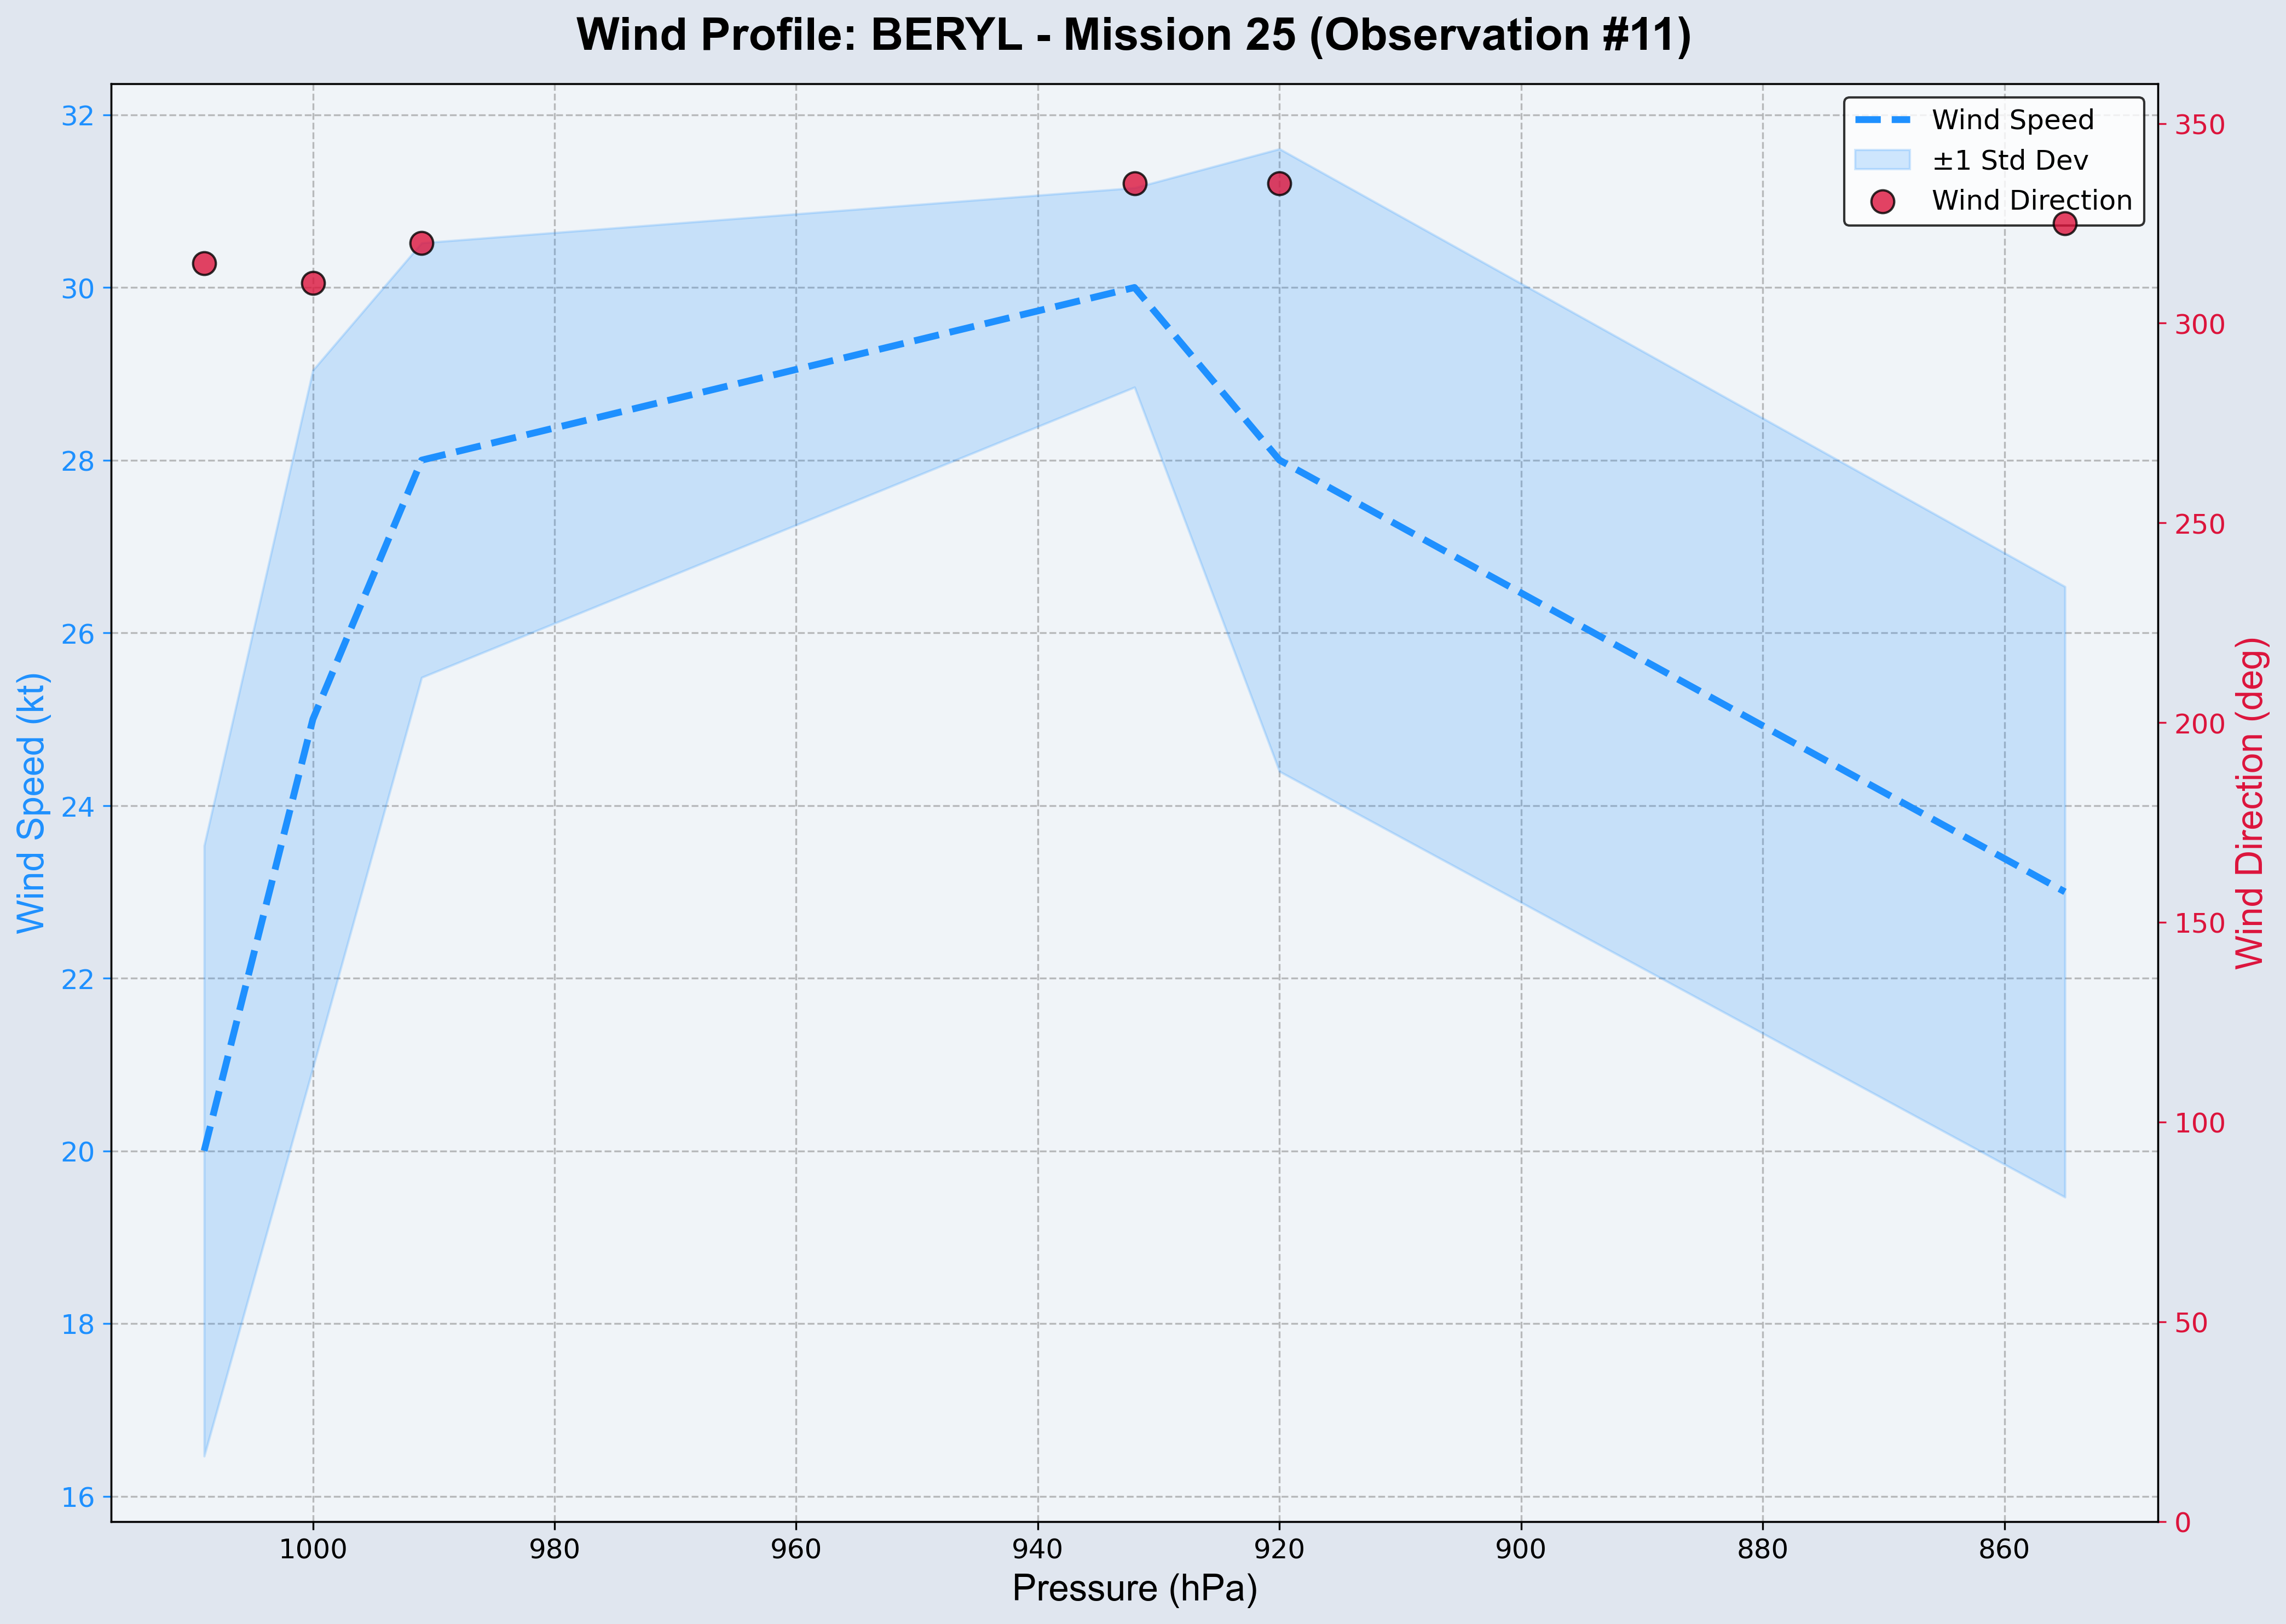 Wind Profile: BERYL - Mission 25 (Observation #11)
Wind Speed
±1 Std Dev
Wind Direction
Wind Speed (kt)
32
30
28
26
24
22
20
18
16
350
300
250
200
150
100
50
0
Wind Direction (deg)
1000 980 960 940 920 900 880 860
Pressure (hPa)